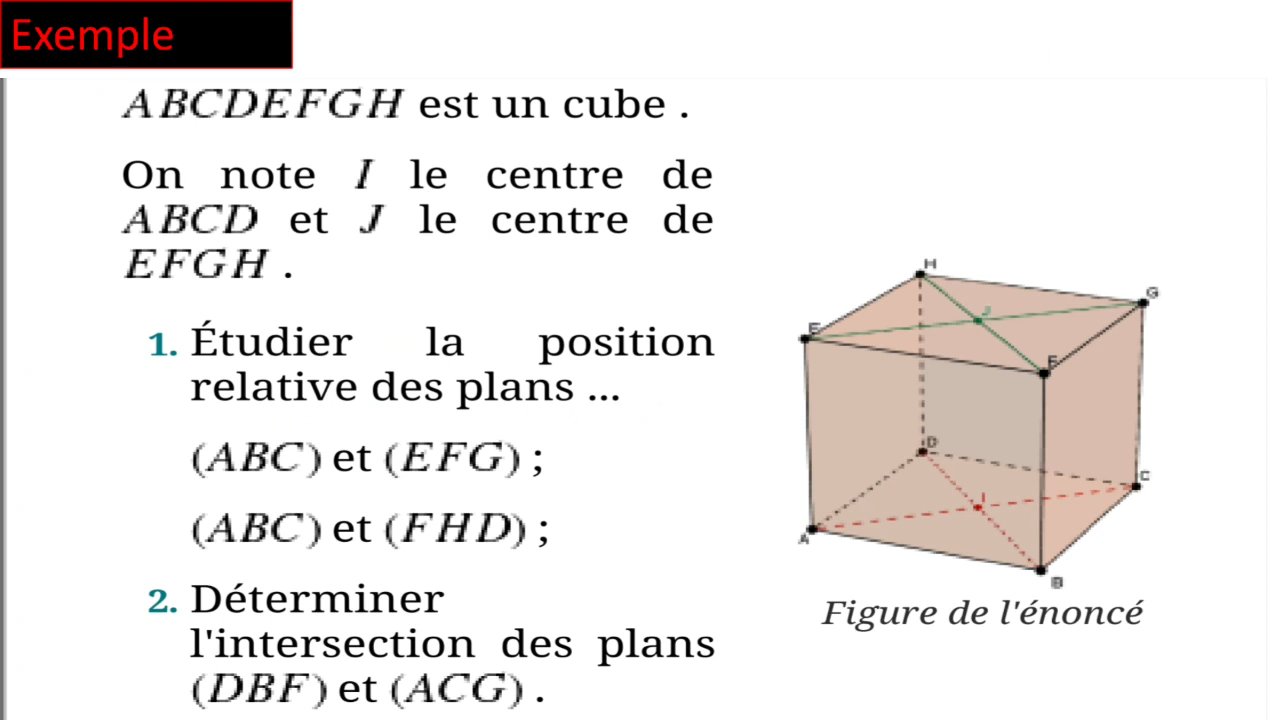 Exemple
ABCDEFGH est un cube .
On note I le centre de
ABCD et J le centre de
EFGH .
1. Étudier la position
relative des plans ...
(ABC) et (EFG) ;
(ABC) et (FHD) ;
2. Déterminer
l'intersection des plans
(DBF) et (ACG) .
H
G
E
J
F
D
C
I
A
B
Figure de l'énoncé